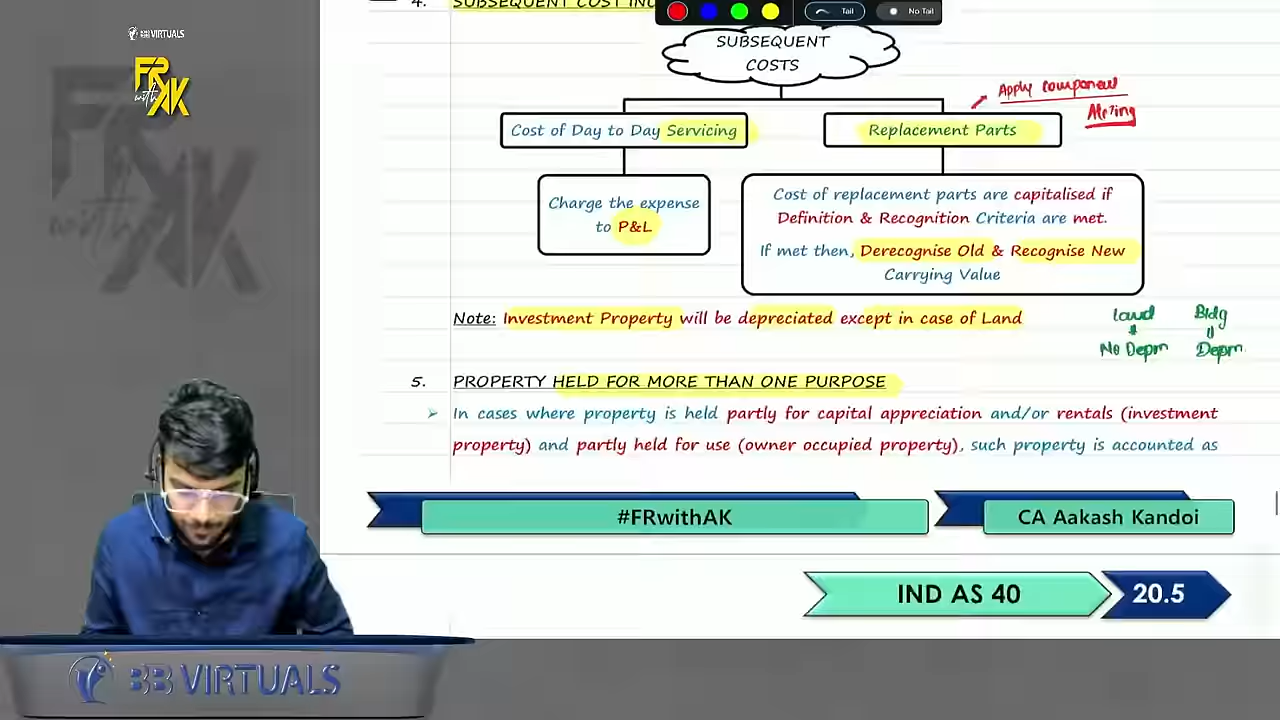 4. SUBSEQUENT COST
Tail
No Tail
BB VIRTUALS
FR
with
AK
SUBSEQUENT
COSTS
Apply component
Cost of Day to Day Servicing
Replacement Parts
Charge the expense
to P&L
Cost of replacement parts are capitalised if
Definition & Recognition Criteria are met.
If met then, Derecognise Old & Recognise New
Carrying Value
Note: Investment Property will be depreciated except in case of Land
Land
No Depm
Bldg
Depm
5. PROPERTY HELD FOR MORE THAN ONE PURPOSE
➢ In cases where property is held partly for capital appreciation and/or rentals (investment
property) and partly held for use (owner occupied property), such property is accounted as
#FRwithAK
CA Aakash Kandoi
IND AS 40
20.5
BB VIRTUALS